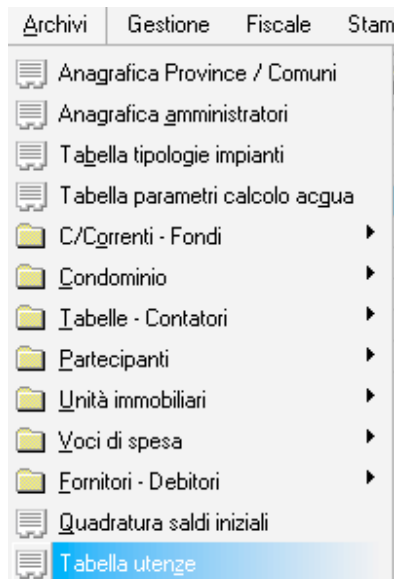 Archivi Gestione Fiscale Stam
Anagrafica Province / Comuni
Anagrafica amministratori
Tabella tipologie impianti
Tabella parametri calcolo acqua
C/Correnti - Fondi
Condominio
Tabelle - Contatori
Partecipanti
Unità immobiliari
Voci di spesa
Fornitori - Debitori
Quadratura saldi iniziali
Tabella utenze